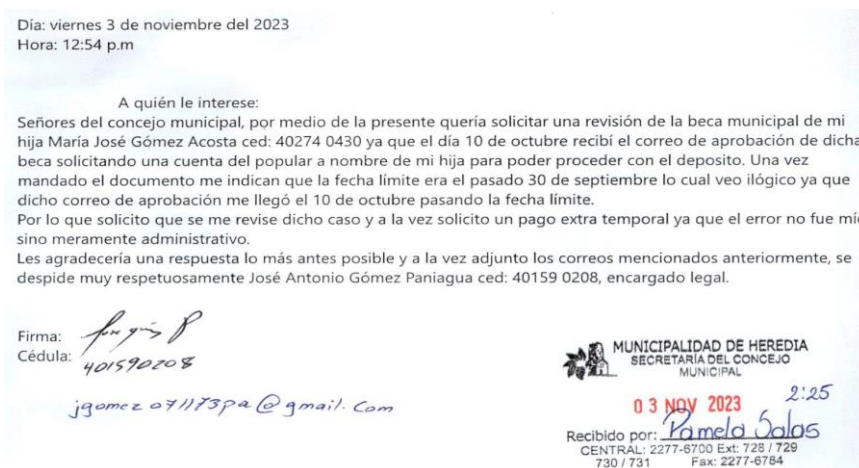 Día: viernes 3 de noviembre del 2023
Hora: 12:54 p.m
A quién le interese:
Señores del concejo municipal, por medio de la presente quería solicitar una revisión de la beca municipal de mi
hija María José Gómez Acosta ced: 40274 0430 ya que el día 10 de octubre recibí el correo de aprobación de dicha
beca solicitando una cuenta del popular a nombre de mi hija para poder proceder con el deposito. Una vez
mandado el documento me indican que la fecha límite era el pasado 30 de septiembre lo cual veo ilógico ya que
dicho correo de aprobación me llegó el 10 de octubre pasando la fecha límite.
Por lo que solicito que se me revise dicho caso y a la vez solicito un pago extra temporal ya que el error no fue mí
sino meramente administrativo.
Les agradecería una respuesta lo más antes posible y a la vez adjunto los correos mencionados anteriormente, se
despide muy respetuosamente José Antonio Gómez Paniagua ced: 40159 0208, encargado legal.
Firma:
Cédula: 401590208
jgomez071173pa@gmail.com
MUNICIPALIDAD DE HEREDIA
SECRETARÍA DEL CONCEJO
MUNICIPAL
03 NOV 2023 2:25
Recibido por: Pamela Salas
CENTRAL: 2277-6700 Ext: 728 / 729
730 / 731 Fax: 2277-6784